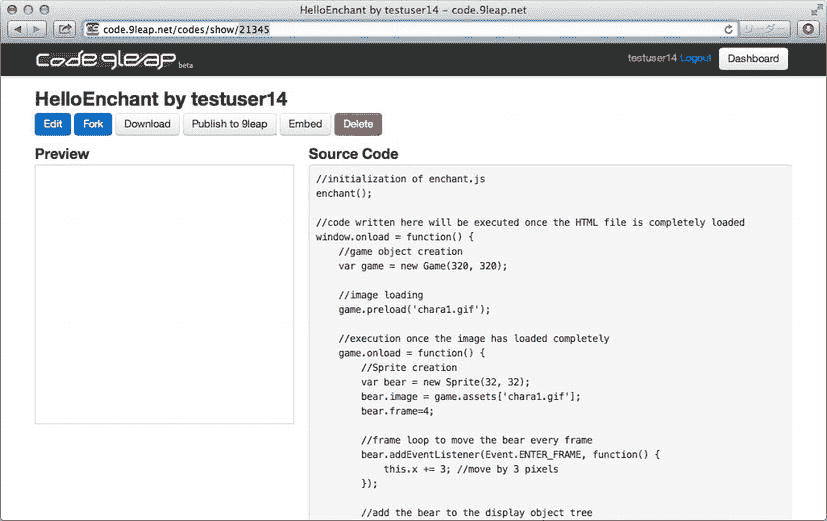 HelloEnchant by testuser14 – code.9leap.net
code.9leap.net/codes/show/21345
リーダー
code 9leap beta
testuser14 Logout Dashboard
HelloEnchant by testuser14
Edit Fork Download Publish to 9leap Embed Delete
Preview
Source Code
//initialization of enchant.js
enchant();
//code written here will be executed once the HTML file is completely loaded
window.onload = function() {
//game object creation
var game = new Game(320, 320);
//image loading
game.preload('chara1.gif');
//execution once the image has loaded completely
game.onload = function() {
//Sprite creation
var bear = new Sprite(32, 32);
bear.image = game.assets['chara1.gif'];
bear.frame=4;
//frame loop to move the bear every frame
bear.addEventListener(Event.ENTER_FRAME, function() {
this.x += 3; //move by 3 pixels
});
//add the bear to the display object tree